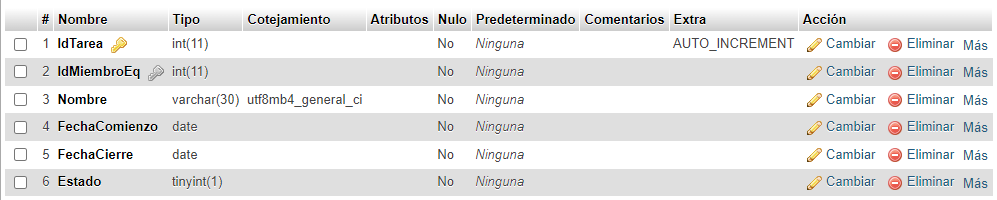 # Nombre Tipo Cotejamiento Atributos Nulo Predeterminado Comentarios Extra Acción
1 IdTarea int(11) No Ninguna AUTO_INCREMENT Cambiar Eliminar Más
2 IdMiembroEq int(11) No Ninguna Cambiar Eliminar Más
3 Nombre varchar(30) utf8mb4_general_ci No Ninguna Cambiar Eliminar Más
4 FechaComienzo date No Ninguna Cambiar Eliminar Más
5 FechaCierre date No Ninguna Cambiar Eliminar Más
6 Estado tinyint(1) No Ninguna Cambiar Eliminar Más